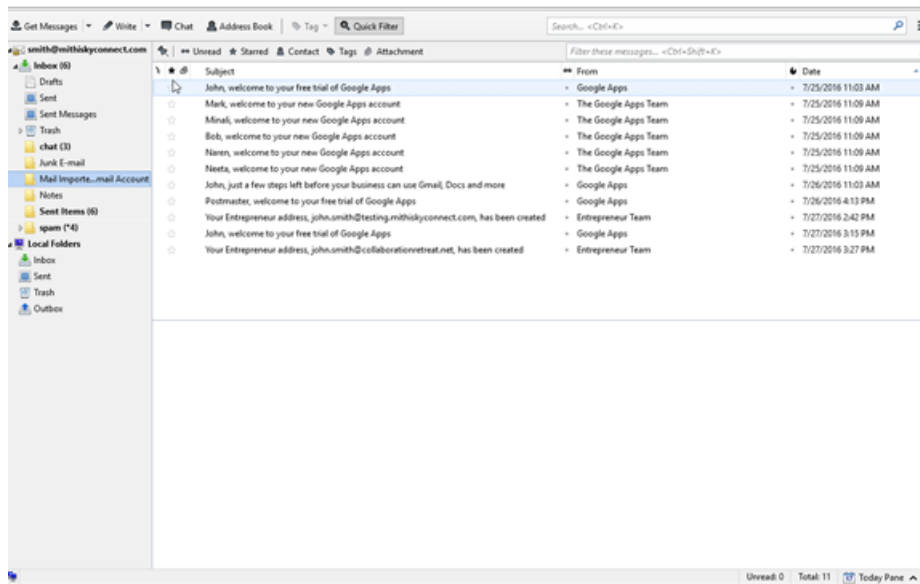 Get Messages Write Chat Address Book Tag Quick Filter Search... <Ctrl+K>
smith@mithiskyconnect.com Unread Starred Contact Tags Attachment Filter these messages... <Ctrl+Shift+K>
Inbox (6) Subject From Date
Drafts John, welcome to your free trial of Google Apps Google Apps 7/25/2016 11:03 AM
Sent Mark, welcome to your new Google Apps account The Google Apps Team 7/25/2016 11:09 AM
Sent Messages Minali, welcome to your new Google Apps account The Google Apps Team 7/25/2016 11:09 AM
Trash Bob, welcome to your new Google Apps account The Google Apps Team 7/25/2016 11:09 AM
chat (3) Naren, welcome to your new Google Apps account The Google Apps Team 7/25/2016 11:09 AM
Junk E-mail Neeta, welcome to your new Google Apps account The Google Apps Team 7/25/2016 11:09 AM
Mail Importe...mail Account John, just a few steps left before your business can use Gmail, Docs and more Google Apps 7/26/2016 11:03 AM
Notes Postmaster, welcome to your free trial of Google Apps Google Apps 7/26/2016 4:13 PM
Sent Items (6) Your Entrepreneur address, john.smith@testing.mithiskyconnect.com, has been created Entrepreneur Team 7/27/2016 2:42 PM
spam (*4) John, welcome to your free trial of Google Apps Google Apps 7/27/2016 3:15 PM
Local Folders Your Entrepreneur address, john.smith@collaborationretreat.net, has been created Entrepreneur Team 7/27/2016 3:27 PM
Inbox
Sent
Trash
Outbox
Unread: 0 Total: 11 Today Pane